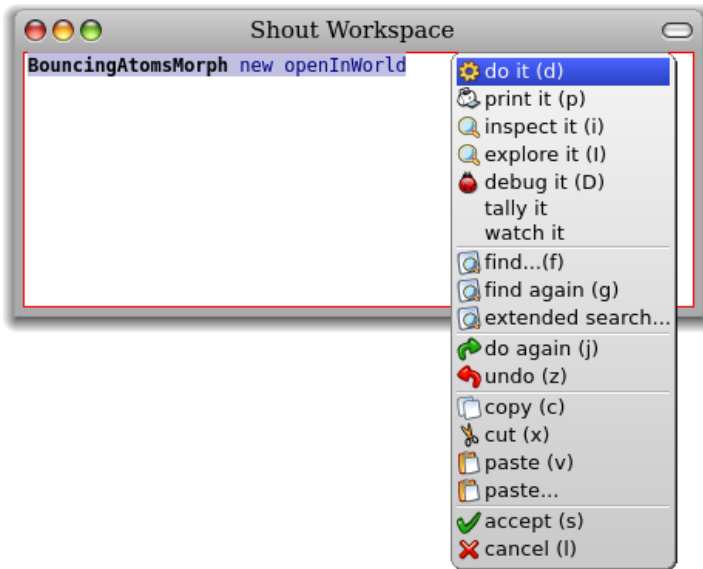 Shout Workspace
BouncingAtomsMorph new openInWorld
do it (d)
print it (p)
inspect it (i)
explore it (I)
debug it (D)
tally it
watch it
find...(f)
find again (g)
extended search...
do again (j)
undo (z)
copy (c)
cut (x)
paste (v)
paste...
accept (s)
cancel (l)